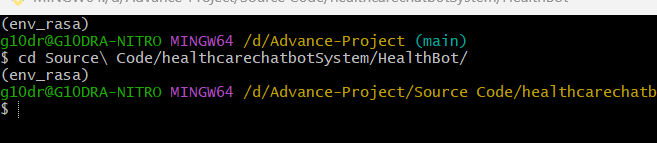 MINGW64:/d/Advance-Project/Source Code/healthcarechatbotSystem/HealthBot
(env_rasa)
g10dr@G10DRA-NITRO MINGW64 /d/Advance-Project (main)
$ cd Source\ Code/healthcarechatbotSystem/HealthBot/
(env_rasa)
g10dr@G10DRA-NITRO MINGW64 /d/Advance-Project/Source Code/healthcarechatb
$